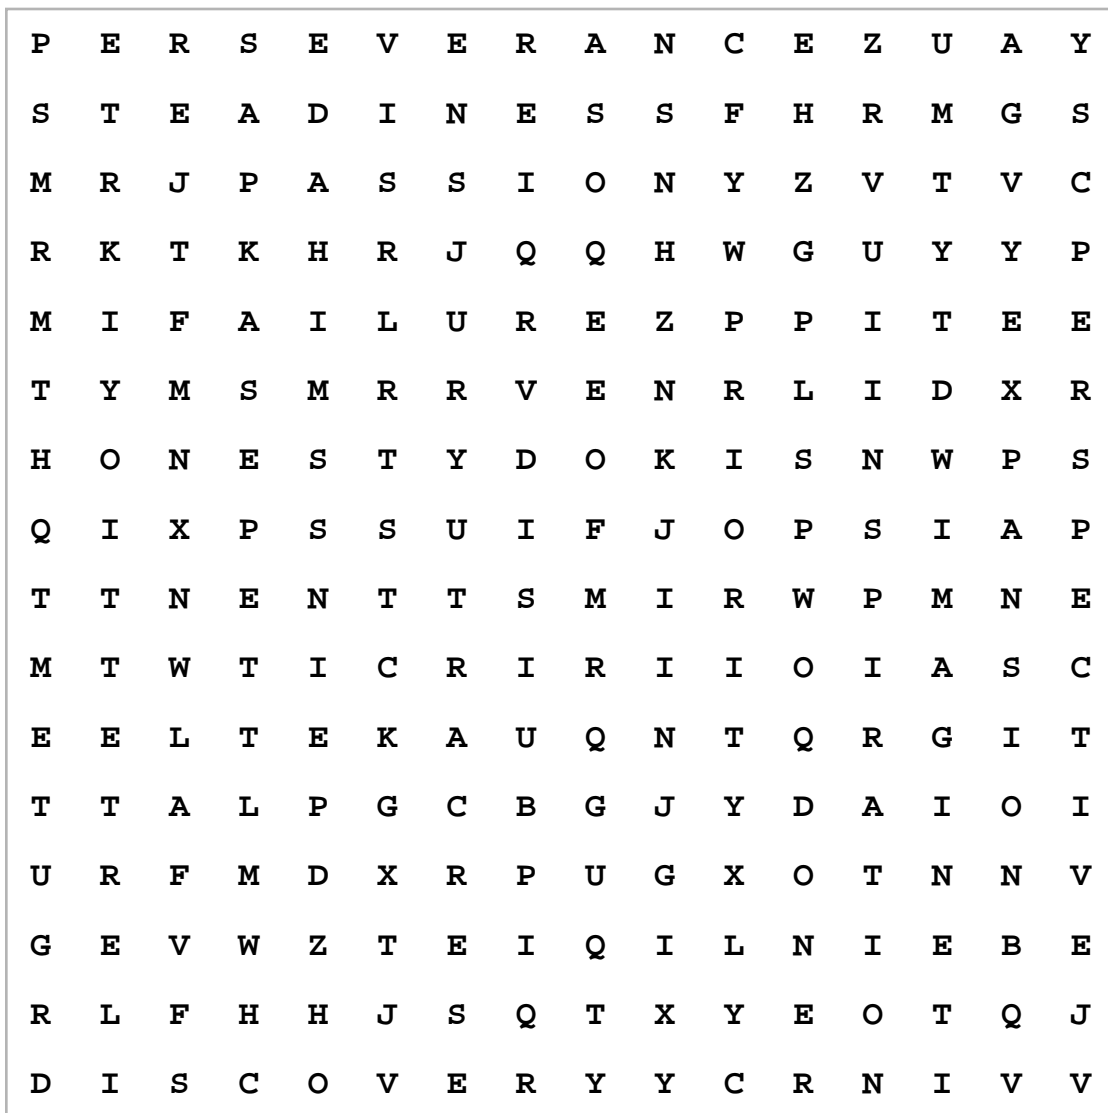 P E R S E V E R A N C E Z U A Y
S T E A D I N E S S F H R M G S
M R J P A S S I O N Y Z V T V C
R K T K H R J Q Q H W G U Y Y P
M I F A I L U R E Z P P I T E E
T Y M S M R R V E N R L I D X R
H O N E S T Y D O K I S N W P S
Q I X P S S U I F J O P S I A P
T T N E N T T S M I R W P M N E
M T W T I C R I R I I O I A S C
E E L T E K A U Q N T Q R G I T
T T A L P G C B G J Y D A I O I
U R F M D X R P U G X O T N N V
G E V W Z T E I Q I L N I E B E
R L F H H J S Q T X Y E O T Q J
D I S C O V E R Y Y C R N I V V